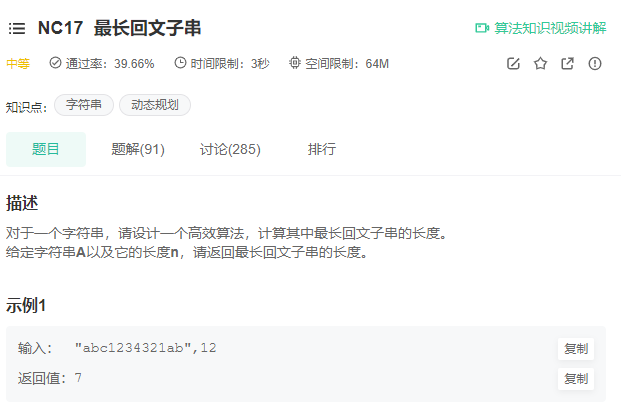 NC17 最长回文子串
算法知识视频讲解
中等 通过率：39.66% 时间限制：3秒 空间限制：64M
知识点： 字符串 动态规划
题目 题解(91) 讨论(285) 排行
描述
对于一个字符串，请设计一个高效算法，计算其中最长回文子串的长度。
给定字符串A以及它的长度n，请返回最长回文子串的长度。
示例1
输入： "abc1234321ab",12 复制
返回值：7 复制